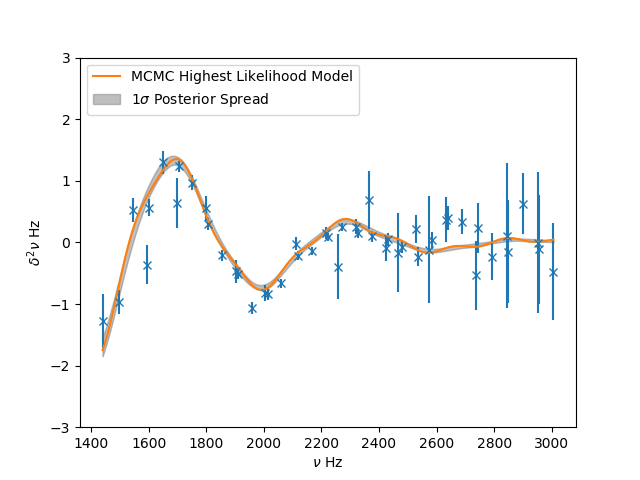 MCMC Highest Likelihood Model
1σ Posterior Spread
3
2
1
0
−1
−2
−3
δ²ν Hz
1400 1600 1800 2000 2200 2400 2600 2800 3000
ν Hz